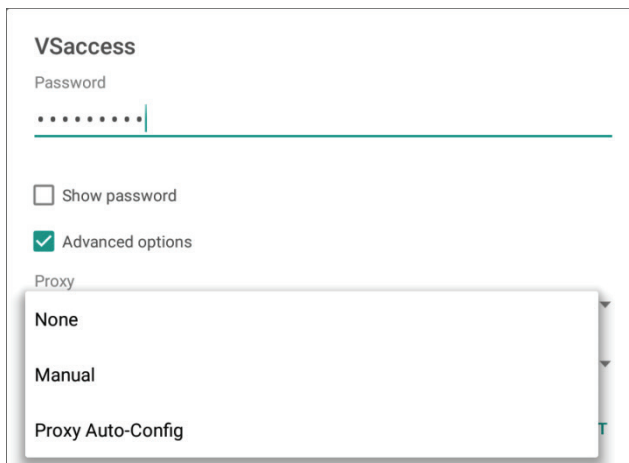 VSaccess
Password
•••••••••
Show password
Advanced options
Proxy
None
Manual
Proxy Auto-Config
T